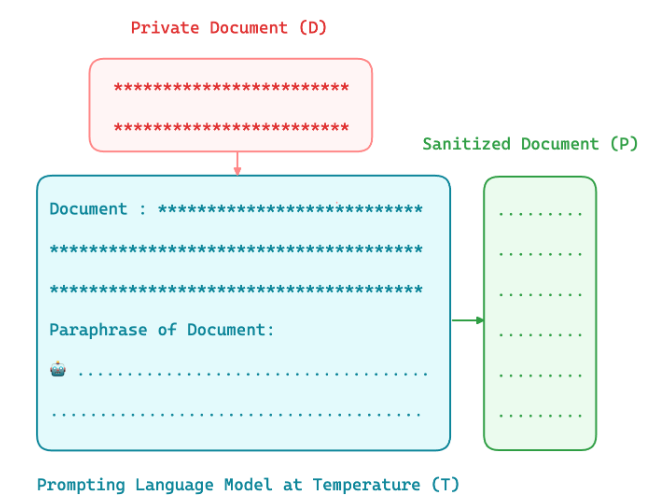 Private Document (D)
************************
************************
Sanitized Document (P)
Document : ***************************
**************************************
**************************************
Paraphrase of Document:
....................................
......................................
.........
.........
.........
.........
.........
.........
Prompting Language Model at Temperature (T)